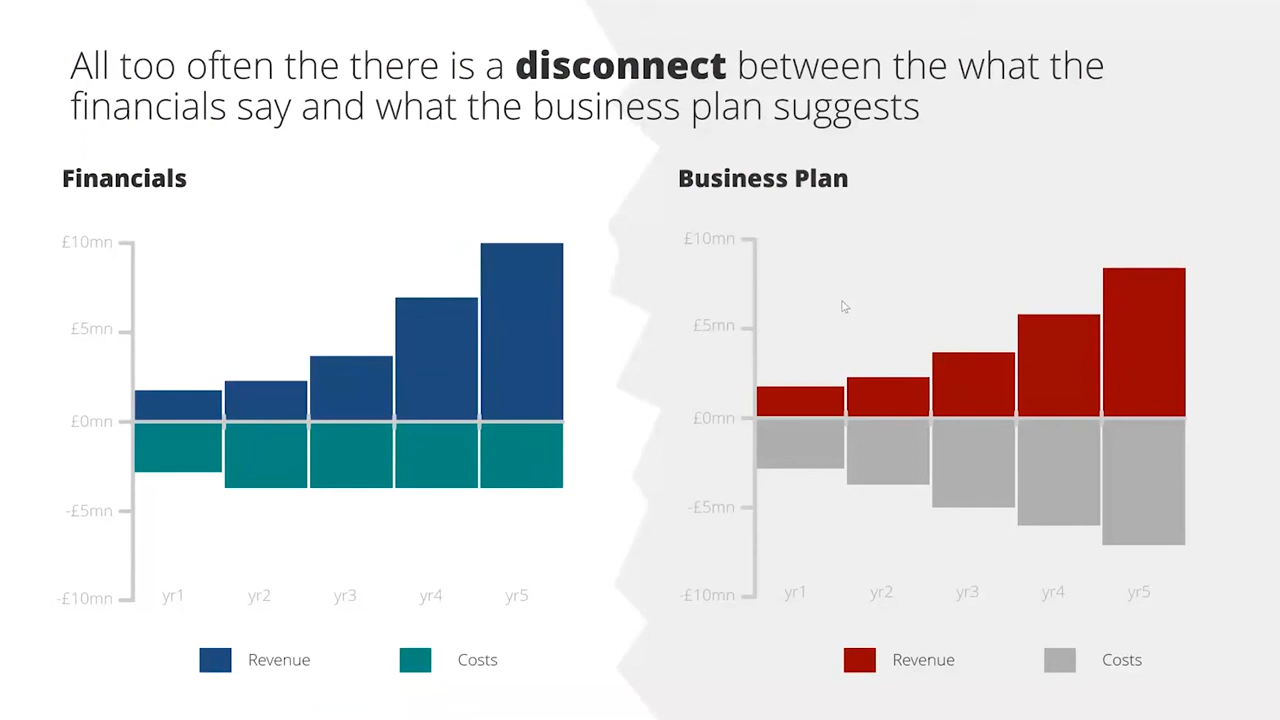 All too often the there is a disconnect between the what the
financials say and what the business plan suggests
Financials
£10mn
£5mn
£0mn
-£5mn
-£10mn
yr1 yr2 yr3 yr4 yr5
Revenue Costs
Business Plan
£10mn
£5mn
£0mn
-£5mn
-£10mn
yr1 yr2 yr3 yr4 yr5
Revenue Costs